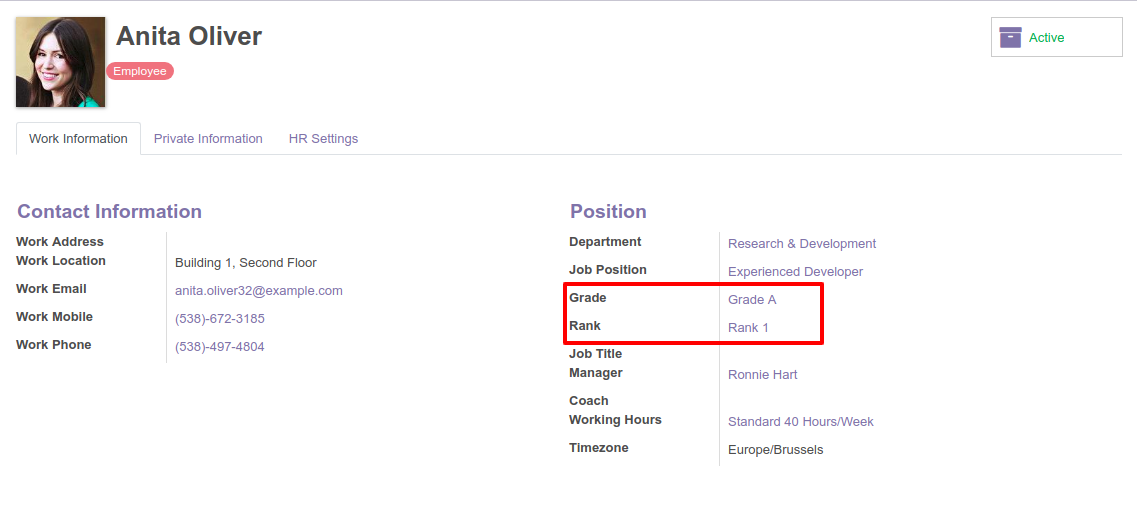 Anita Oliver
Employee
Active
Work Information Private Information HR Settings
Contact Information
Work Address
Work Location Building 1, Second Floor
Work Email anita.oliver32@example.com
Work Mobile (538)-672-3185
Work Phone (538)-497-4804
Position
Department Research & Development
Job Position Experienced Developer
Grade Grade A
Rank Rank 1
Job Title
Manager Ronnie Hart
Coach
Working Hours Standard 40 Hours/Week
Timezone Europe/Brussels